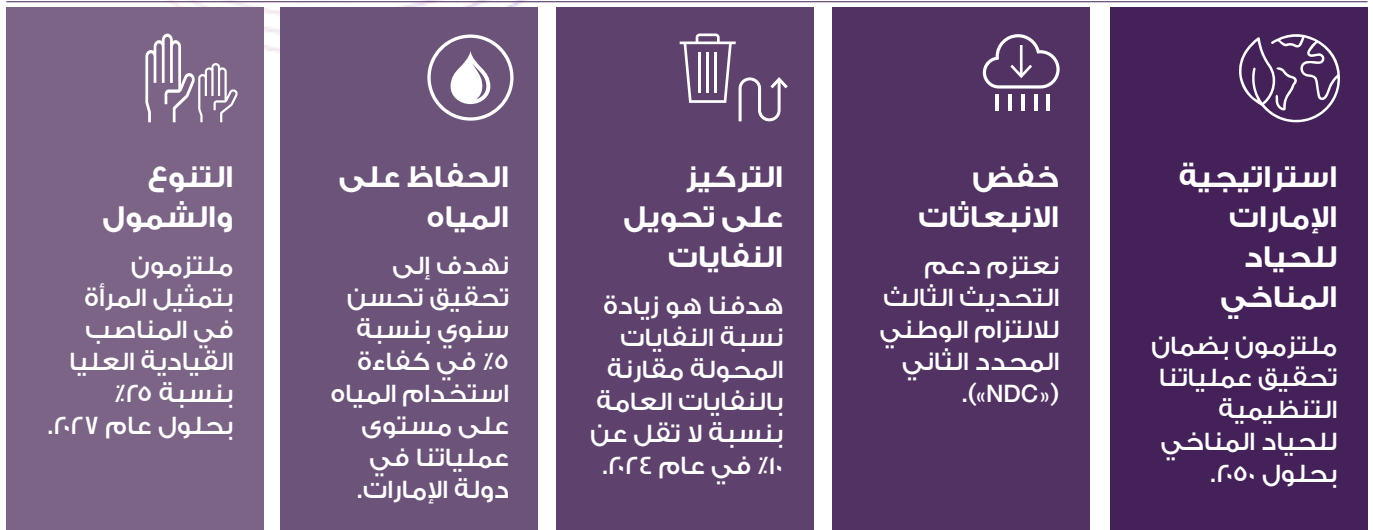 استراتيجية
الإمارات
للحياد
المناخي
ملتزمون بضمان
تحقيق عملياتنا
التنظيمية
للحياد المناخي
بحلول ٢٠٥٠.
خفض
الانبعاثات
نعتزم دعم
التحديث الثالث
للالتزام الوطني
المحدد الثاني
(«NDC»).
التركيز
على تحويل
النفايات
هدفنا هو زيادة
نسبة النفايات
المحولة مقارنة
بالنفايات العامة
بنسبة لا تقل عن
١٠٪ في عام ٢٠٢٤.
الحفاظ على
المياه
نهدف إلى
تحقيق تحسن
سنوي بنسبة
٥٪ في كفاءة
استخدام المياه
على مستوى
عملياتنا في
دولة الإمارات.
التنوع
والشمول
ملتزمون
بتمثيل المرأة
في المناصب
القيادية العليا
بنسبة ٢٥٪
بحلول عام ٢٠٢٧.